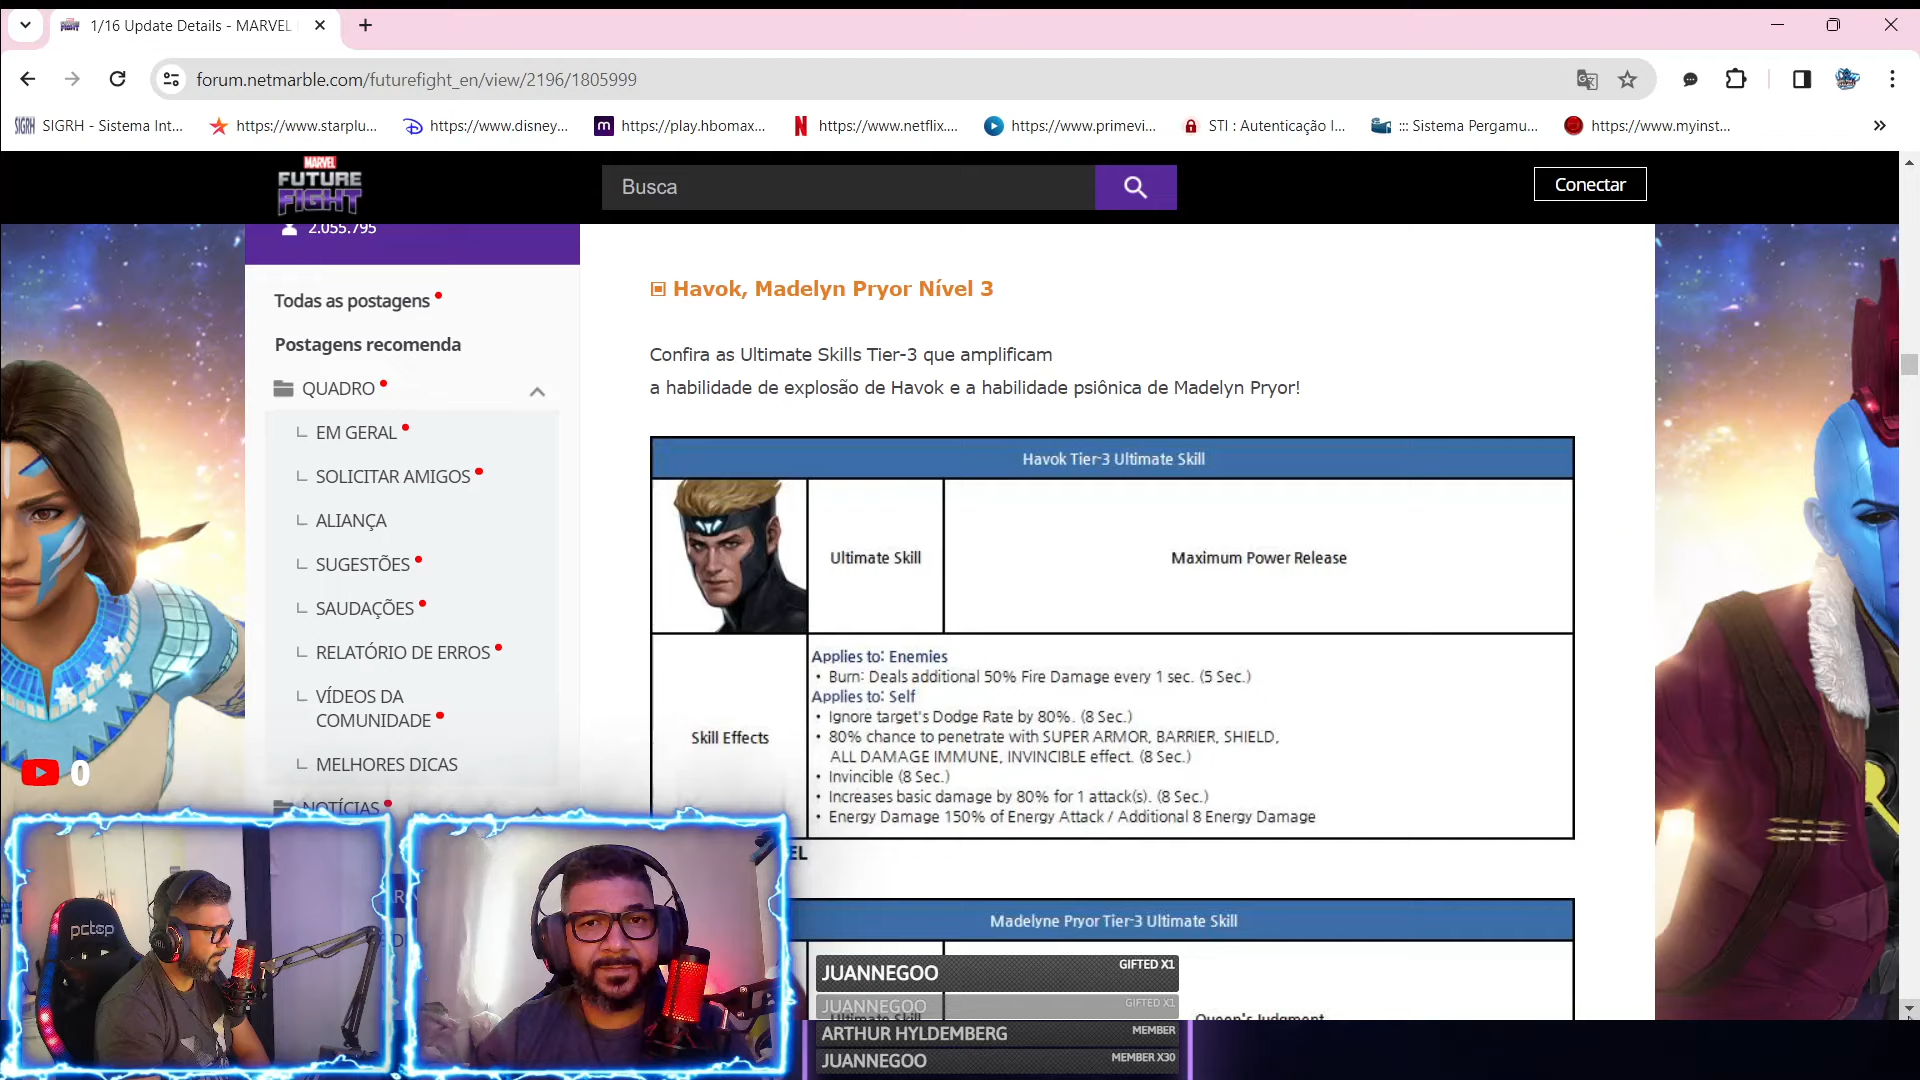 1/16 Update Details - MARVEL
forum.netmarble.com/futurefight_en/view/2196/1805999
SIGRH SIGRH - Sistema Int...
https://www.starplu...
https://www.disney...
m https://play.hbomax...
N https://www.netflix....
https://www.primevi...
STI : Autenticação I...
::: Sistema Pergamu...
https://www.myinst...
MARVEL
FUTURE
FIGHT
Busca
Conectar
2.055.795
Todas as postagens
Postagens recomenda
QUADRO
EM GERAL
SOLICITAR AMIGOS
ALIANÇA
SUGESTÕES
SAUDAÇÕES
RELATÓRIO DE ERROS
VÍDEOS DA
COMUNIDADE
MELHORES DICAS
NOTÍCIAS
Havok, Madelyn Pryor Nível 3
Confira as Ultimate Skills Tier-3 que amplificam
a habilidade de explosão de Havok e a habilidade psiônica de Madelyn Pryor!
Havok Tier-3 Ultimate Skill
Ultimate Skill
Maximum Power Release
Skill Effects
Applies to: Enemies
• Burn: Deals additional 50% Fire Damage every 1 sec. (5 Sec.)
Applies to: Self
• Ignore target's Dodge Rate by 80%. (8 Sec.)
• 80% chance to penetrate with SUPER ARMOR, BARRIER, SHIELD,
ALL DAMAGE IMMUNE, INVINCIBLE effect. (8 Sec.)
• Invincible (8 Sec.)
• Increases basic damage by 80% for 1 attack(s). (8 Sec.)
• Energy Damage 150% of Energy Attack / Additional 8 Energy Damage
EL
Madelyne Pryor Tier-3 Ultimate Skill
Ultimate Skill
Queen's Judgment
0
pctop
JUANNEGOO GIFTED X1
JUANNEGOO GIFTED X1
ARTHUR HYLDEMBERG MEMBER
JUANNEGOO MEMBER X30